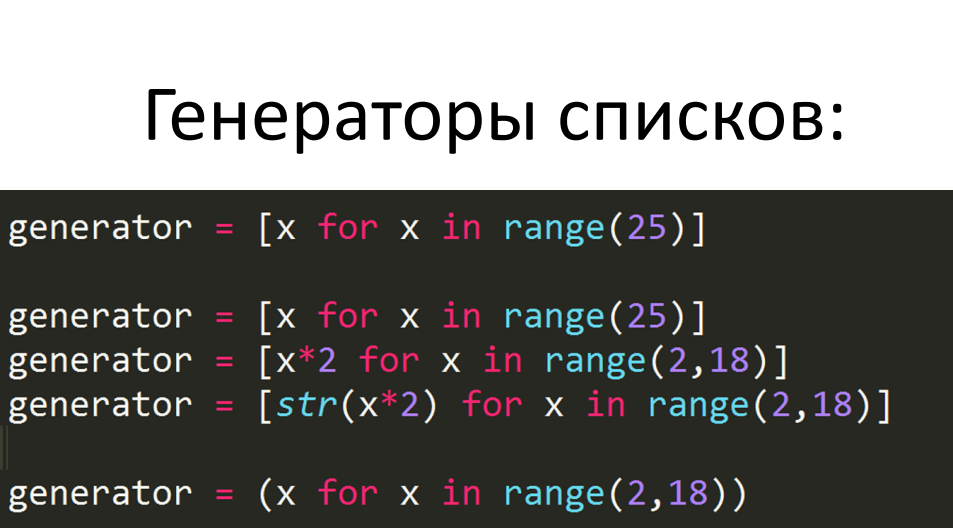 Генераторы списков:
generator = [x for x in range(25)]
generator = [x for x in range(25)]
generator = [x*2 for x in range(2,18)]
generator = [str(x*2) for x in range(2,18)]
generator = (x for x in range(2,18))